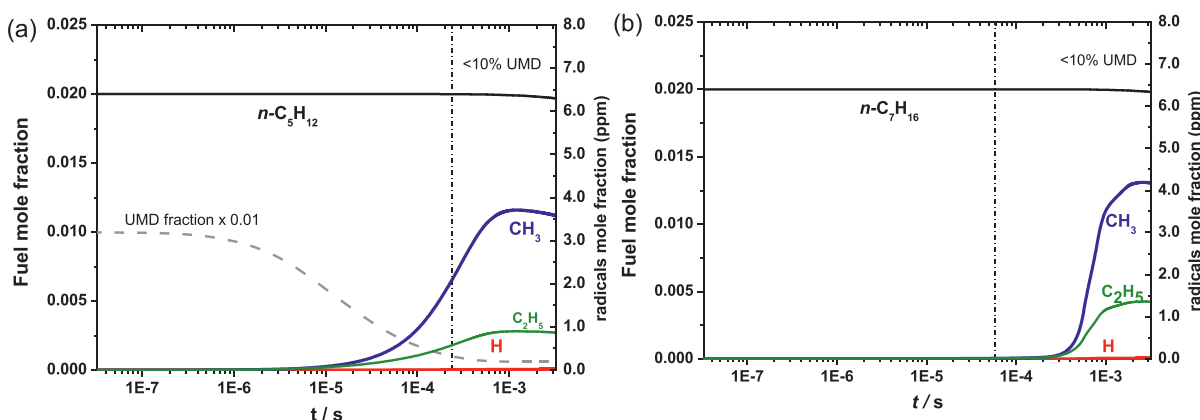 (a)
0.025
0.020
0.015
0.010
0.005
0.000
Fuel mole fraction
1E-7
1E-6
1E-5
1E-4
1E-3
t / s
8.0
7.0
6.0
5.0
4.0
3.0
2.0
1.0
0.0
radicals mole fraction (ppm)
<10% UMD
n-C5H12
UMD fraction x 0.01
CH3
C2H5
H
(b)
0.025
0.020
0.015
0.010
0.005
0.000
Fuel mole fraction
1E-7
1E-6
1E-5
1E-4
1E-3
t / s
8.0
7.0
6.0
5.0
4.0
3.0
2.0
1.0
0.0
radicals mole fraction (ppm)
<10% UMD
n-C7H16
CH3
C2H5
H